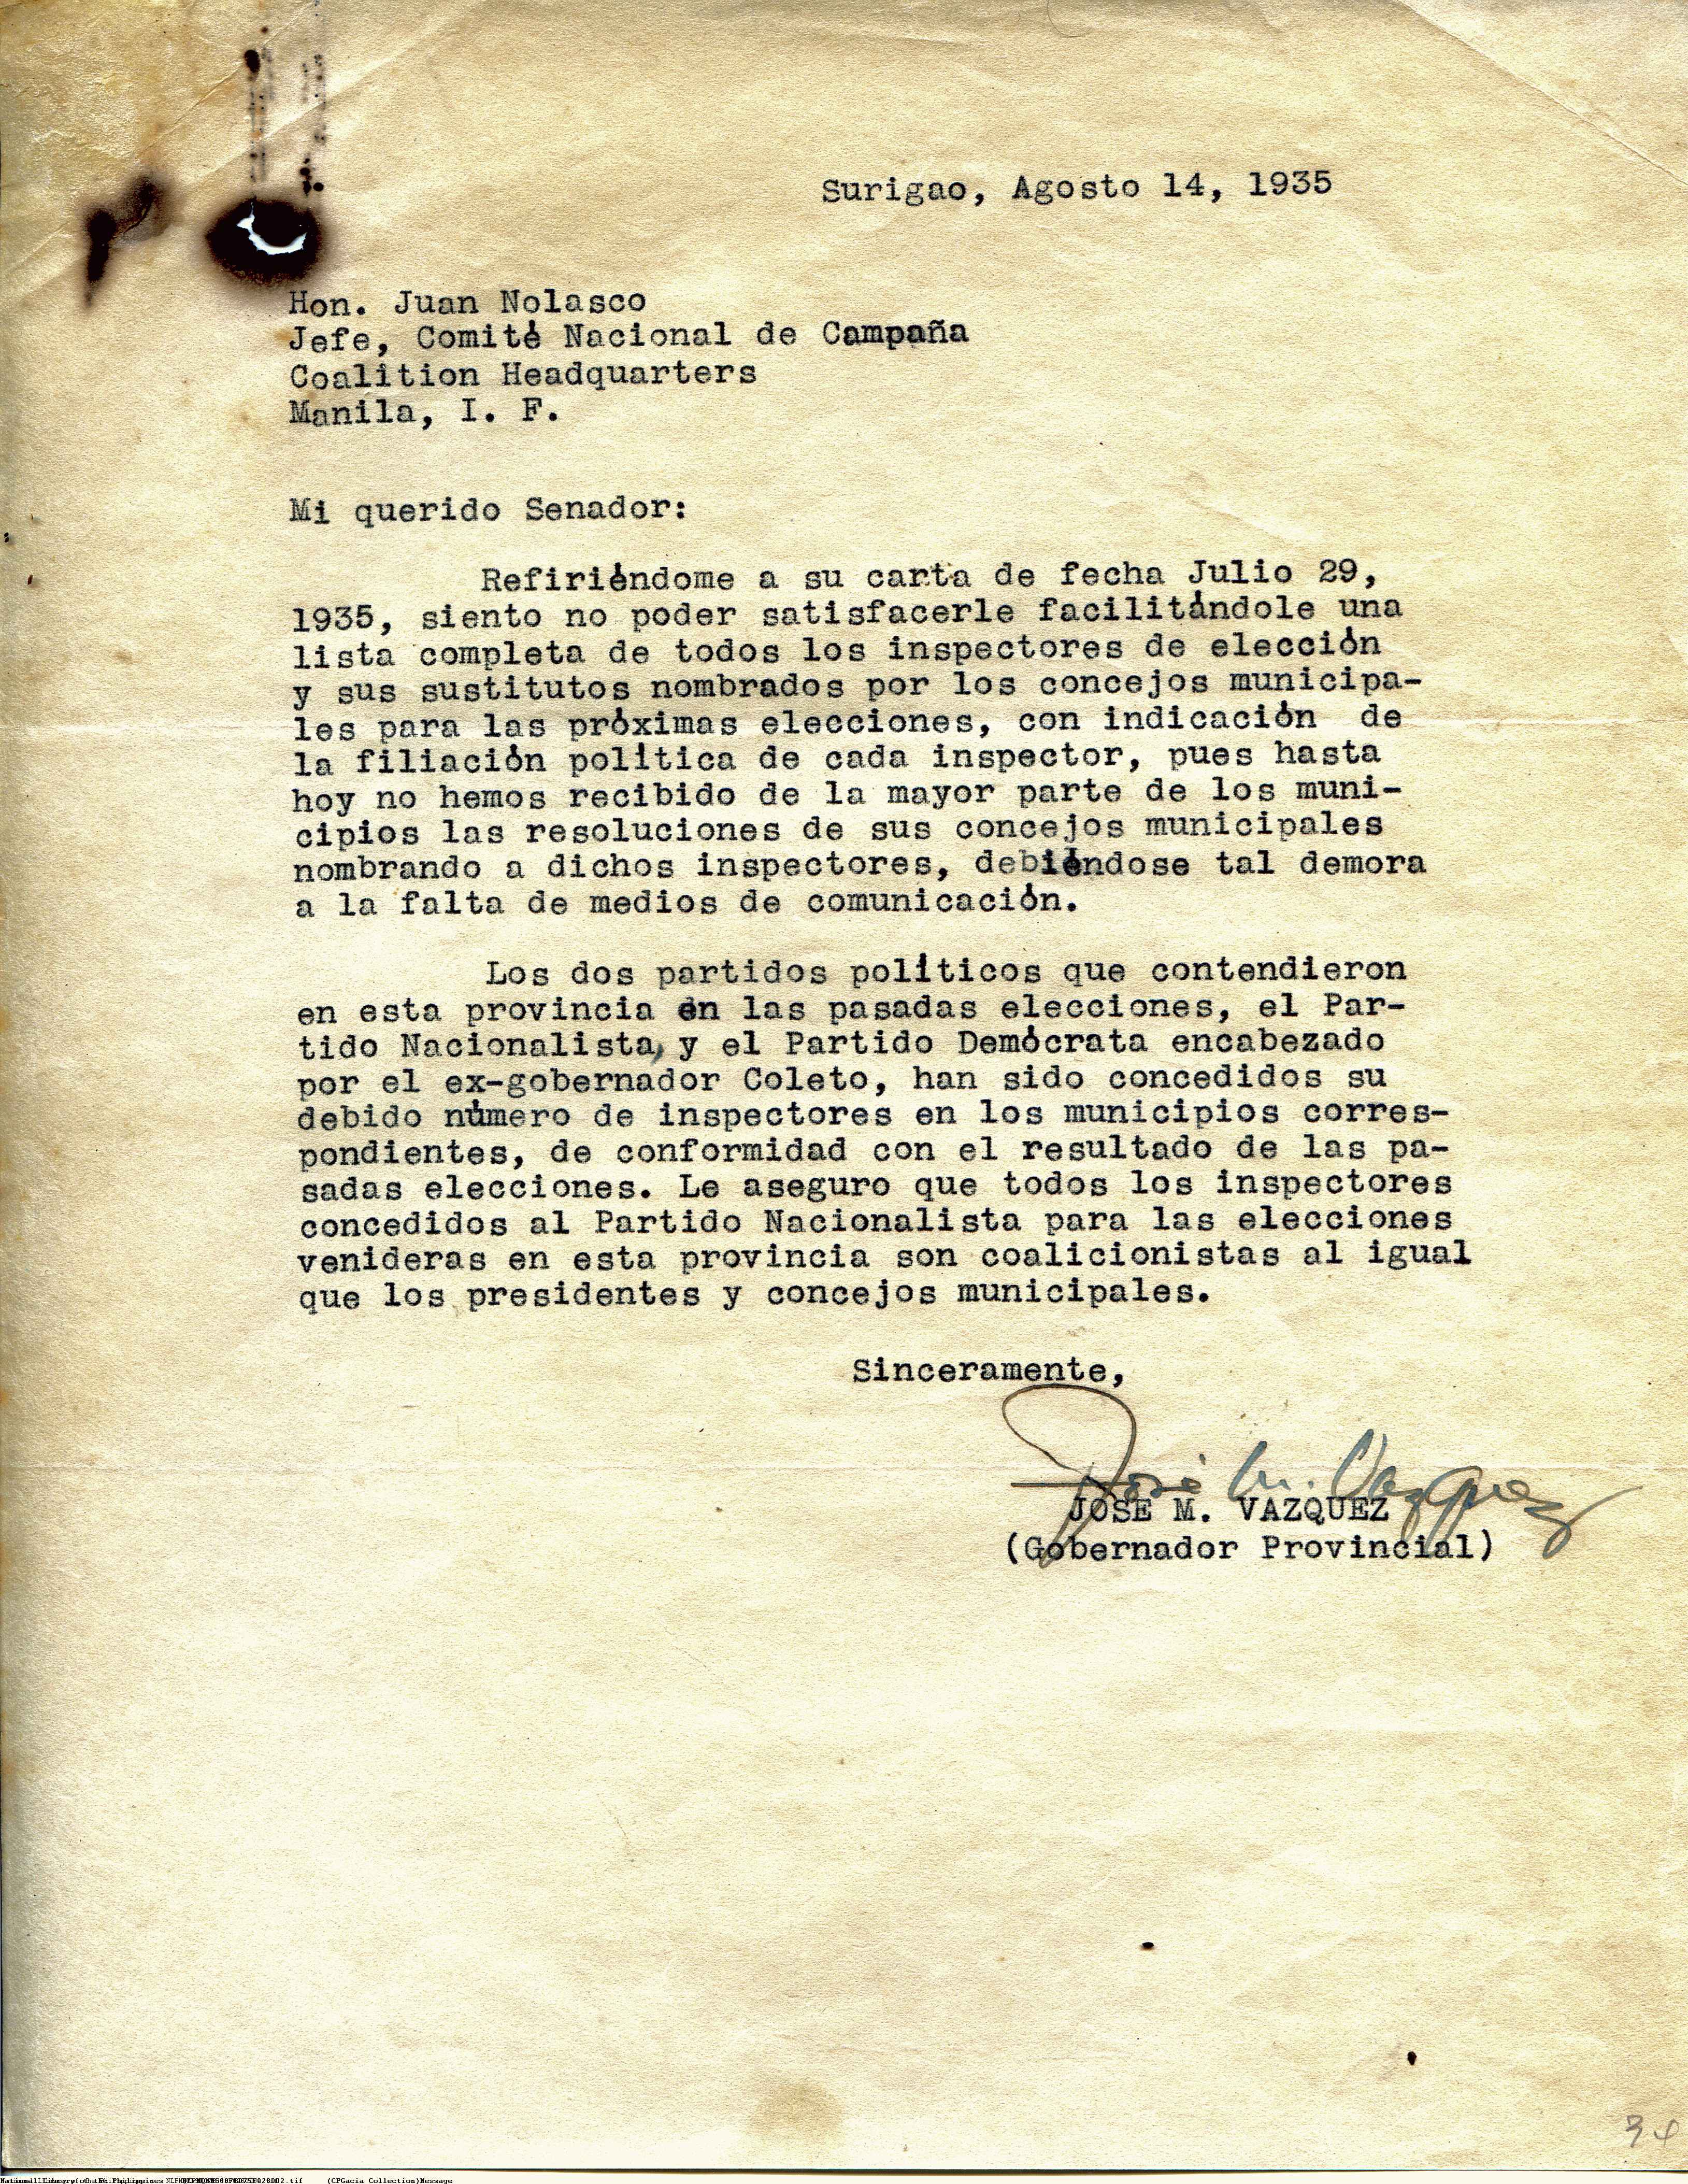 Surigao, Agosto 14, 1935
Hon. Juan Nolasco
Jefe, Comité Nacional de Campaña
Coalition Headquarters
Manila, I. F.
Mi querido Senador:
Refiriéndome a su carta de fecha Julio 29,
1935, siento no poder satisfacerle facilitándole una
lista completa de todos los inspectores de elección
y sus sustitutos nombrados por los concejos municipa-
les para las próximas elecciones, con indicación de
la filiación política de cada inspector, pues hasta
hoy no hemos recibido de la mayor parte de los muni-
cipios las resoluciones de sus concejos municipales
nombrando a dichos inspectores, debiéndose tal demora
a la falta de medios de comunicación.
Los dos partidos políticos que contendieron
en esta provincia en las pasadas elecciones, el Par-
tido Nacionalista, y el Partido Demócrata encabezado
por el ex-gobernador Coleto, han sido concedidos su
debido número de inspectores en los municipios corres-
pondientes, de conformidad con el resultado de las pa-
sadas elecciones. Le aseguro que todos los inspectores
concedidos al Partido Nacionalista para las elecciones
venideras en esta provincia son coalicionistas al igual
que los presidentes y concejos municipales.
Sinceramente,
José M. Vazquez
JOSE M. VAZQUEZ
(Gobernador Provincial)
34
National Library of the Philippines (CPGacia Collection)Message